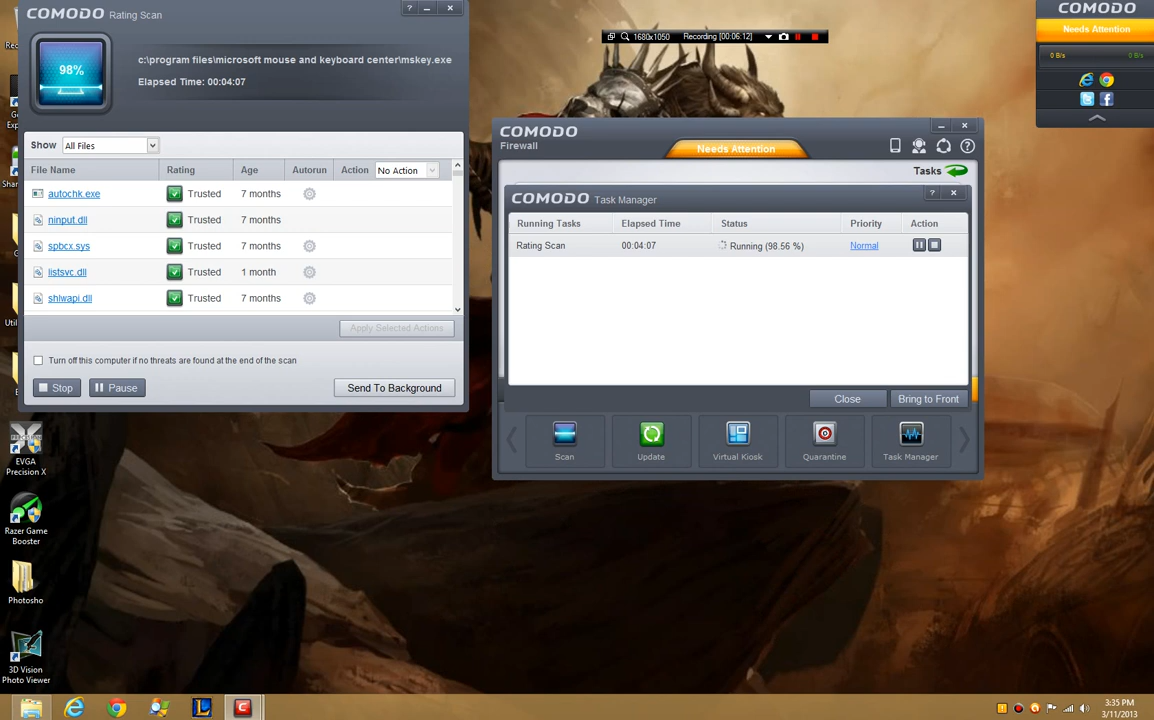 COMODO Rating Scan
98%
c:\program files\microsoft mouse and keyboard center\mskey.exe
Elapsed Time: 00:04:07
Show All Files
File Name Rating Age Autorun Action No Action
autochk.exe Trusted 7 months
ninput.dll Trusted 7 months
spbcx.sys Trusted 7 months
listsvc.dll Trusted 1 month
shlwapi.dll Trusted 7 months
Apply Selected Actions
Turn off this computer if no threats are found at the end of the scan
Stop Pause Send To Background
1680x1050 Recording [00:06:12]
COMODO
Needs Attention
0 B/s 0 B/s
COMODO
Firewall
Needs Attention
Tasks
COMODO Task Manager
Running Tasks Elapsed Time Status Priority Action
Rating Scan 00:04:07 Running (98.56 %) Normal
Close Bring to Front
Scan Update Virtual Kiosk Quarantine Task Manager
EVGA
Precision X
Razer Game
Booster
Photosho
3D Vision
Photo Viewer
3:35 PM
3/11/2013